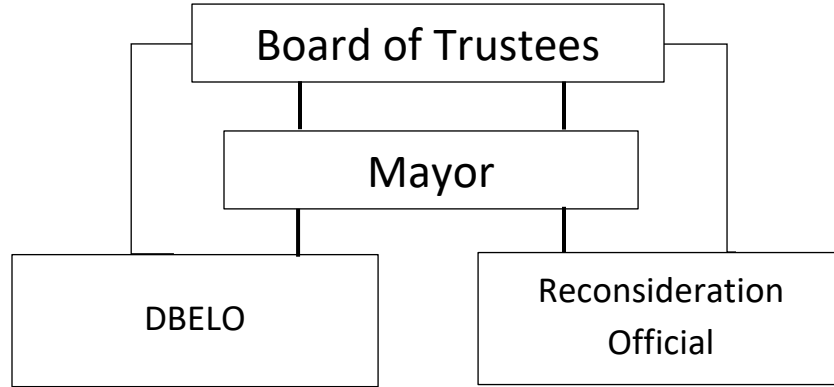 Board of Trustees
Mayor
DBELO
Reconsideration
Official